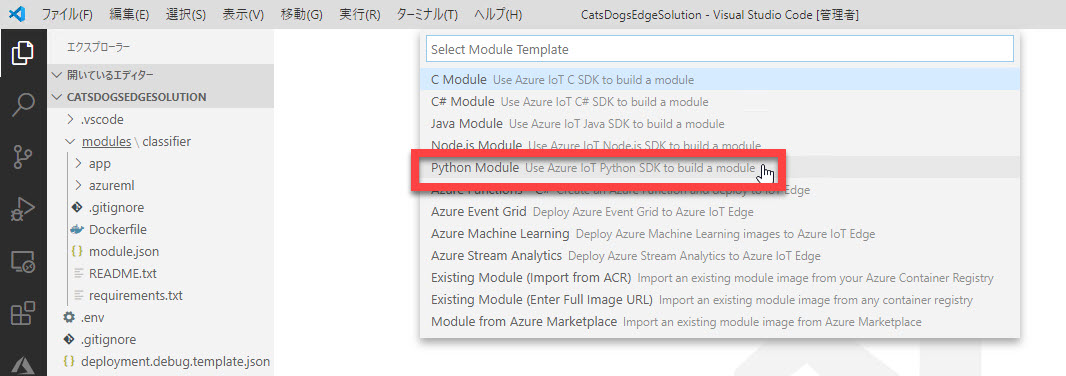 ファイル(F) 編集(E) 選択(S) 表示(V) 移動(G) 実行(R) ターミナル(T) ヘルプ(H) CatsDogsEdgeSolution - Visual Studio Code [管理者]
エクスプローラー
開いているエディター
CATSDOGSEDGESOLUTION
.vscode
modules \ classifier
app
azureml
.gitignore
Dockerfile
module.json
README.txt
requirements.txt
.env
.gitignore
deployment.debug.template.json
Select Module Template
C Module Use Azure IoT C SDK to build a module
C# Module Use Azure IoT C# SDK to build a module
Java Module Use Azure IoT Java SDK to build a module
Node.js Module Use Azure IoT Node.js SDK to build a module
Python Module Use Azure IoT Python SDK to build a module
Azure Functions - C# Create an Azure Function and deploy to IoT Edge
Azure Event Grid Deploy Azure Event Grid to Azure IoT Edge
Azure Machine Learning Deploy Azure Machine Learning images to Azure IoT Edge
Azure Stream Analytics Deploy Azure Stream Analytics to Azure IoT Edge
Existing Module (Import from ACR) Import an existing module image from your Azure Container Registry
Existing Module (Enter Full Image URL) Import an existing module image from any container registry
Module from Azure Marketplace Import an existing module image from Azure Marketplace